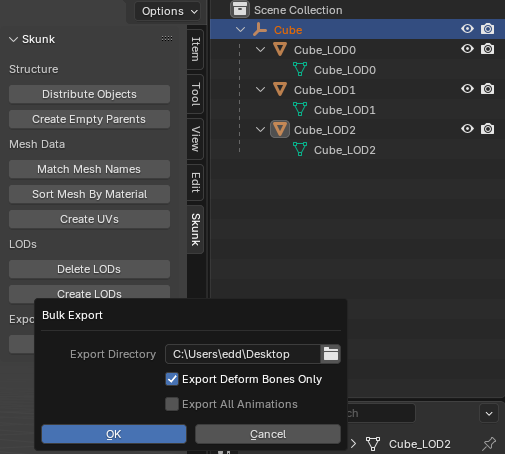 Options
Scene Collection
Skunk
Cube
Cube_LOD0
Cube_LOD0
Cube_LOD1
Cube_LOD1
Cube_LOD2
Cube_LOD2
Item
Tool
View
Edit
Skunk
Structure
Distribute Objects
Create Empty Parents
Mesh Data
Match Mesh Names
Sort Mesh By Material
Create UVs
LODs
Delete LODs
Create LODs
Expo
Bulk Export
Export Directory C:\Users\edd\Desktop
Export Deform Bones Only
Export All Animations
OK Cancel
ch
Cube_LOD2